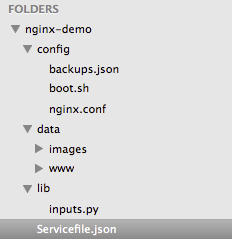 FOLDERS
nginx-demo
config
backups.json
boot.sh
nginx.conf
data
images
www
lib
inputs.py
Servicefile.json